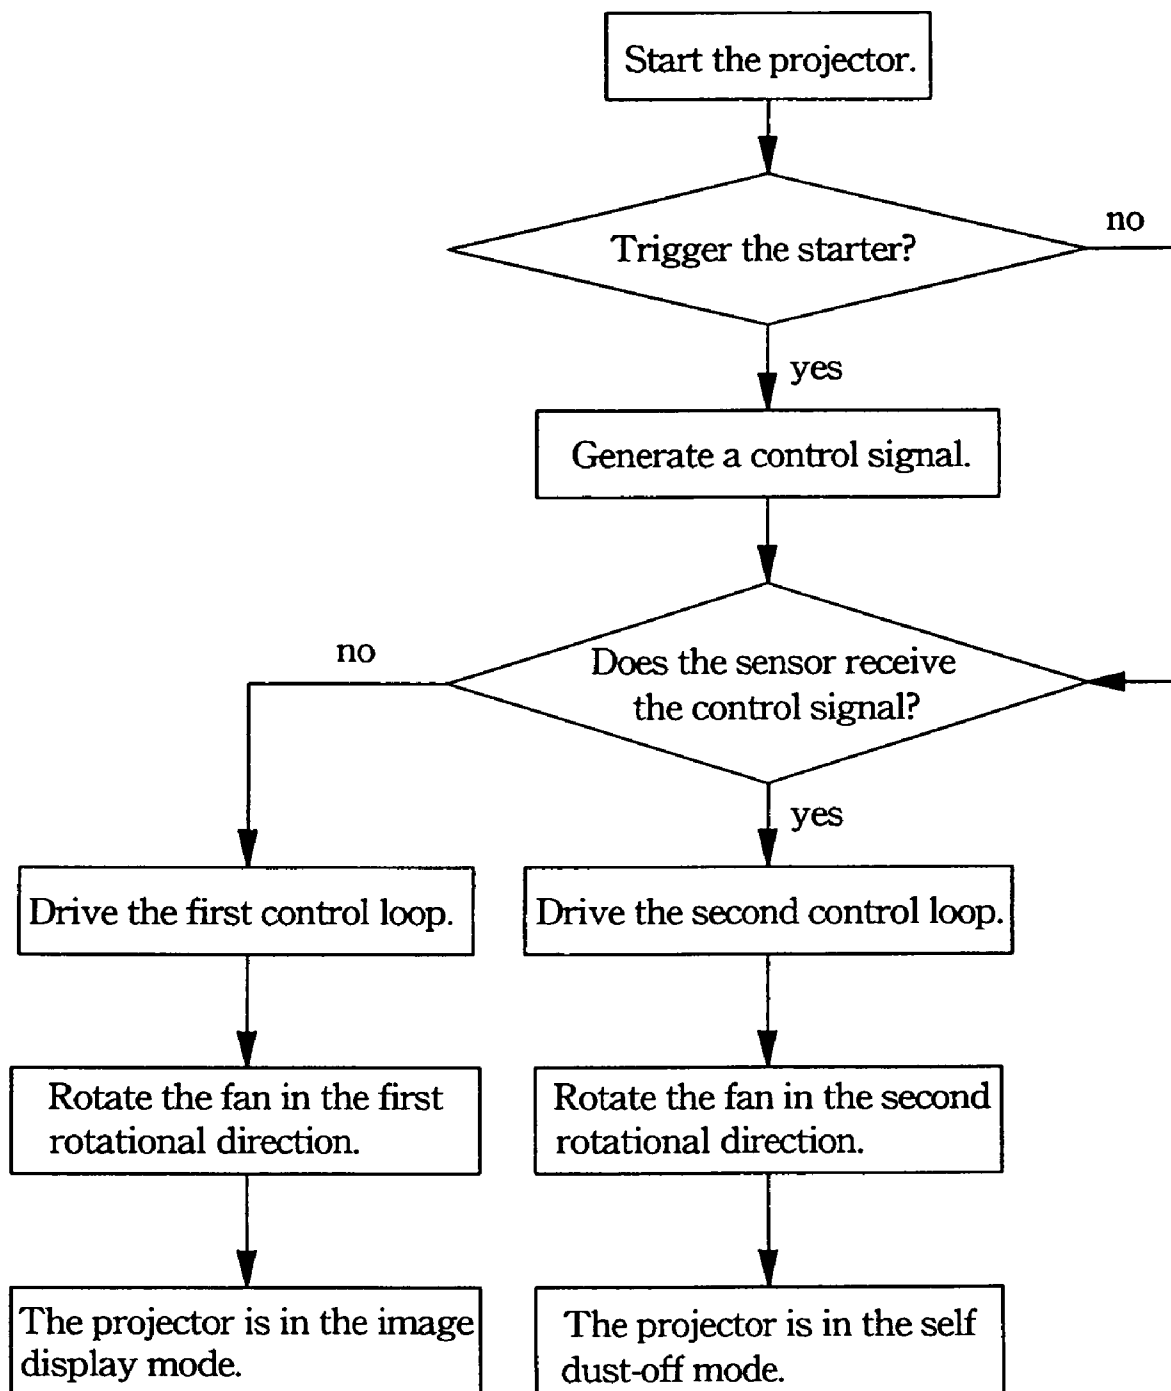 Start the projector.
Trigger the starter?
no
yes
Generate a control signal.
no
Does the sensor receive
the control signal?
yes
Drive the first control loop.
Drive the second control loop.
Rotate the fan in the first
rotational direction.
Rotate the fan in the second
rotational direction.
The projector is in the image
display mode.
The projector is in the self
dust-off mode.